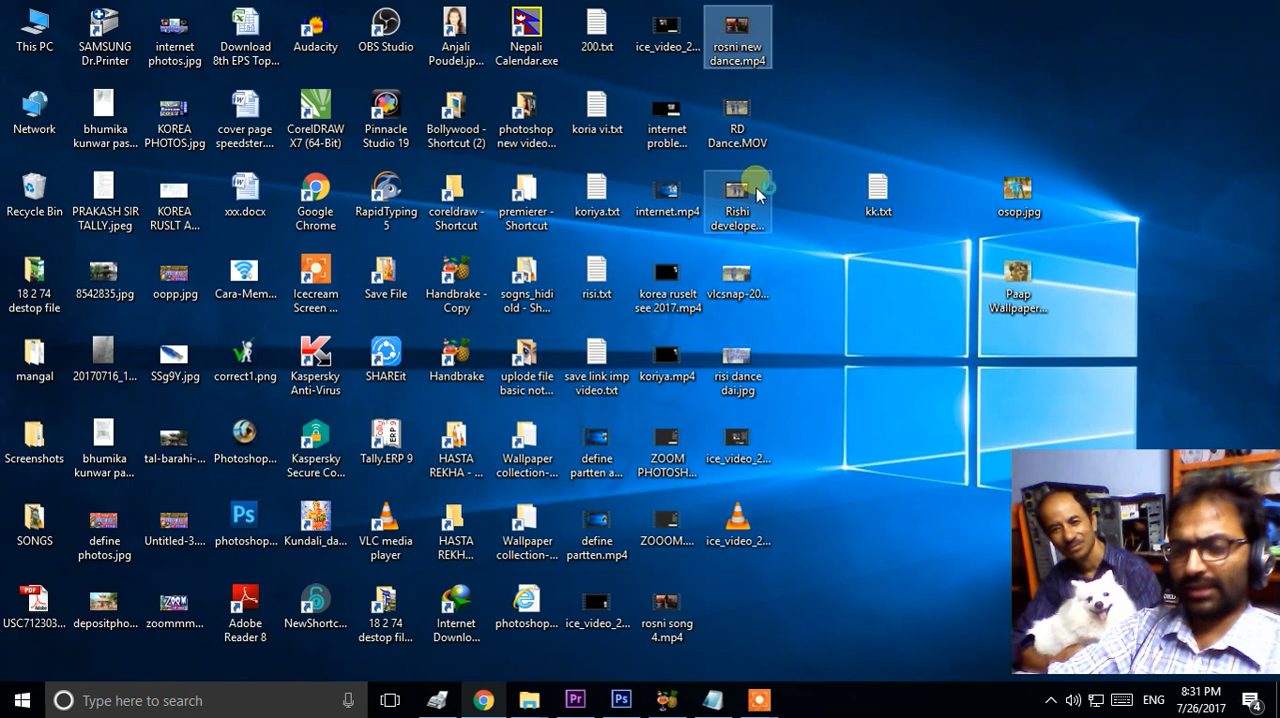 This PC
SAMSUNG
Dr.Printer
internet
photos.jpg
Download
8th EPS Top...
Audacity
OBS Studio
Anjali
Poudel.jp...
Nepali
Calendar.exe
200.txt
ice_video_2...
rosni new
dance.mp4
Network
bhumika
kunwar pas...
KOREA
PHOTOS.jpg
cover page
speedster....
CorelDRAW
X7 (64-Bit)
Pinnacle
Studio 19
Bollywood -
Shortcut (2)
photoshop
new video...
koria vi.txt
internet
proble...
RD
Dance.MOV
Recycle Bin
PRAKASH SIR
TALLY.jpeg
KOREA
RUSLT A...
xxx.docx
Google
Chrome
RapidTyping
5
coreldraw -
Shortcut
premierer -
Shortcut
koriya.txt
internet.mp4
Rishi
develope...
kk.txt
osop.jpg
18 2 74
destop file
8542835.jpg
oopp.jpg
Cara-Mem...
Icecream
Screen ...
Save File
Handbrake -
Copy
sogns_hidi
old - Sh...
risi.txt
korea ruselt
see 2017.mp4
vlcsnap-20...
Paap
Wallpaper...
mangal
20170716_1...
SSg9Y.jpg
correct1.png
Kaspersky
Anti-Virus
SHAREit
Handbrake
uplode file
basic not...
save link imp
video.txt
koriya.mp4
risi dance
dai.jpg
Screenshots
bhumika
kunwar pa...
tal-barahi-...
Photoshop...
Kaspersky
Secure Co...
Tally.ERP 9
HASTA
REKHA - ...
Wallpaper
collection-...
define
partten a...
ZOOM
PHOTOSH...
ice_video_2...
SONGS
define
photos.jpg
Untitled-3....
Ps
photoshop...
Kundali_da...
VLC media
player
HASTA
REKH...
Wallpaper
collection-...
define
partten.mp4
ZOOOM....
ice_video_2...
PDF
USC712303...
depositpho...
zoommm...
Adobe
Reader 8
NewShortc...
18 2 74
destop fil...
Internet
Downlo...
photoshop...
ice_video_2...
rosni song
4.mp4
Type here to search
Pr
Ps
ENG
8:31 PM
7/26/2017
4